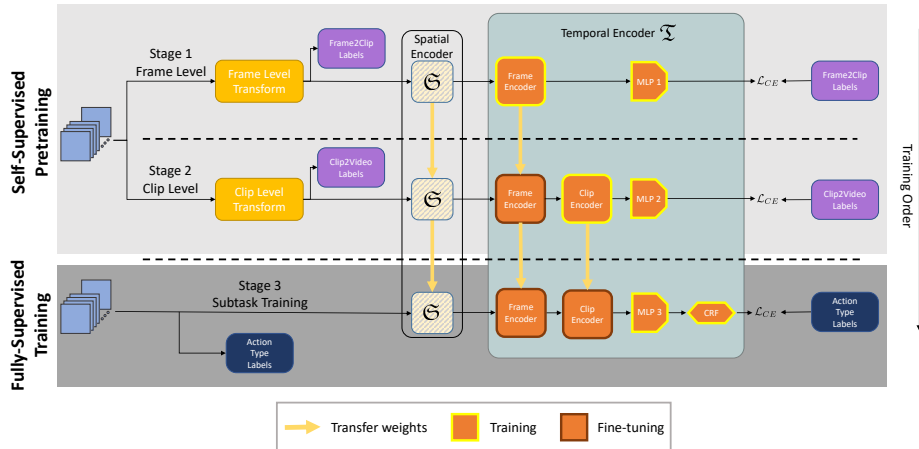 Self-Supervised
Pretraining
Stage 1
Frame Level
Frame Level
Transform
Frame2Clip
Labels
Spatial
Encoder
𝔖
Temporal Encoder 𝔗
Frame
Encoder
MLP 1
ℒCE
Frame2Clip
Labels
Stage 2
Clip Level
Clip Level
Transform
Clip2Video
Labels
𝔖
Frame
Encoder
Clip
Encoder
MLP 2
ℒCE
Clip2Video
Labels
Training Order
Fully-Supervised
Training
Stage 3
Subtask Training
Action
Type
Labels
𝔖
Frame
Encoder
Clip
Encoder
MLP 3
CRF
ℒCE
Action
Type
Labels
Transfer weights
Training
Fine-tuning